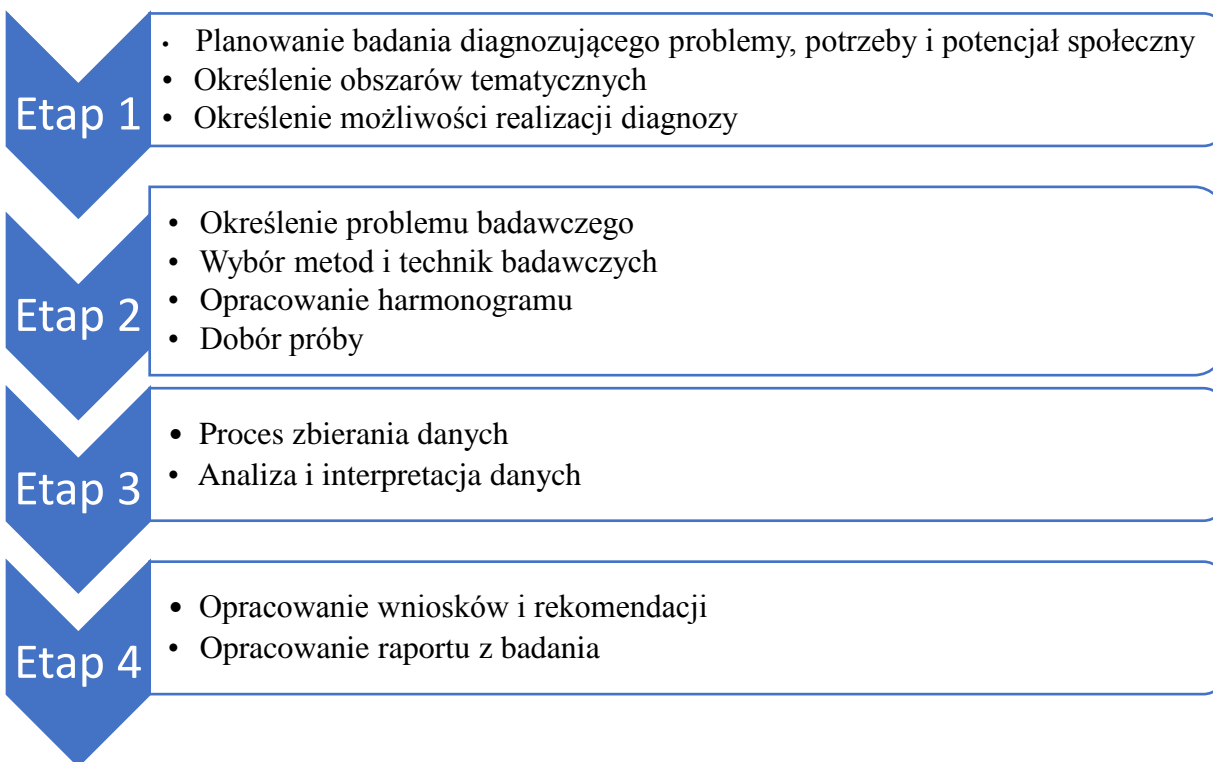 Etap 1
• Planowanie badania diagnozującego problemy, potrzeby i potencjał społeczny
• Określenie obszarów tematycznych
• Określenie możliwości realizacji diagnozy
Etap 2
• Określenie problemu badawczego
• Wybór metod i technik badawczych
• Opracowanie harmonogramu
• Dobór próby
Etap 3
• Proces zbierania danych
• Analiza i interpretacja danych
Etap 4
• Opracowanie wniosków i rekomendacji
• Opracowanie raportu z badania